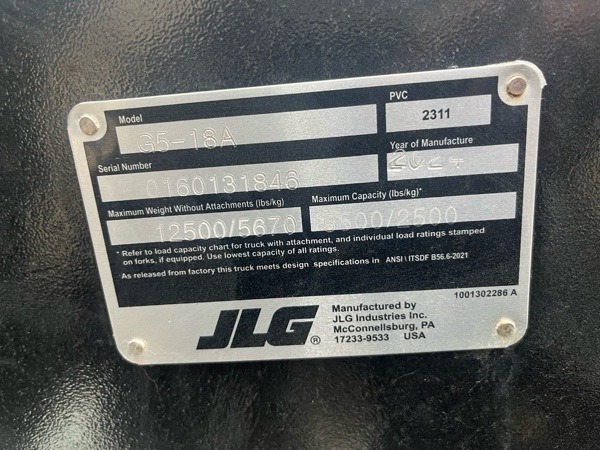 Model
G5-18A
PVC
2311
Serial Number
0160131846
Year of Manufacture
2024
Maximum Weight Without Attachments (lbs/kg)
12500/5670
Maximum Capacity (lbs/kg)*
5500/2500
* Refer to load capacity chart for truck with attachment, and individual load ratings stamped
on forks, if equipped. Use lowest capacity of all ratings.
As released from factory this truck meets design specifications in ANSI \ ITSDF B56.6-2021
JLG®
Manufactured by
JLG Industries Inc.
McConnellsburg, PA
17233-9533 USA
1001302286 A